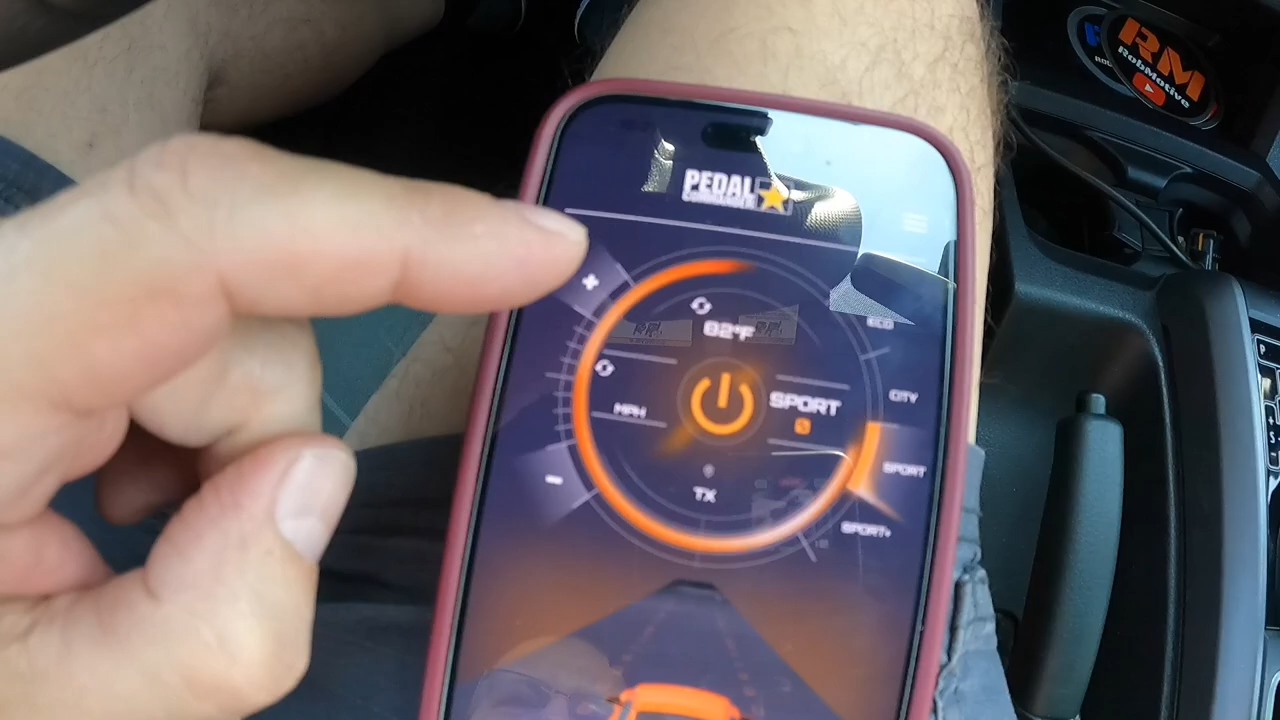 RM
RobMotive
PEDAL
COMMANDER
+
82°F
ECO
MPH
SPORT
CITY
SPORT
-
TX
SPORT+
P
+
S
-